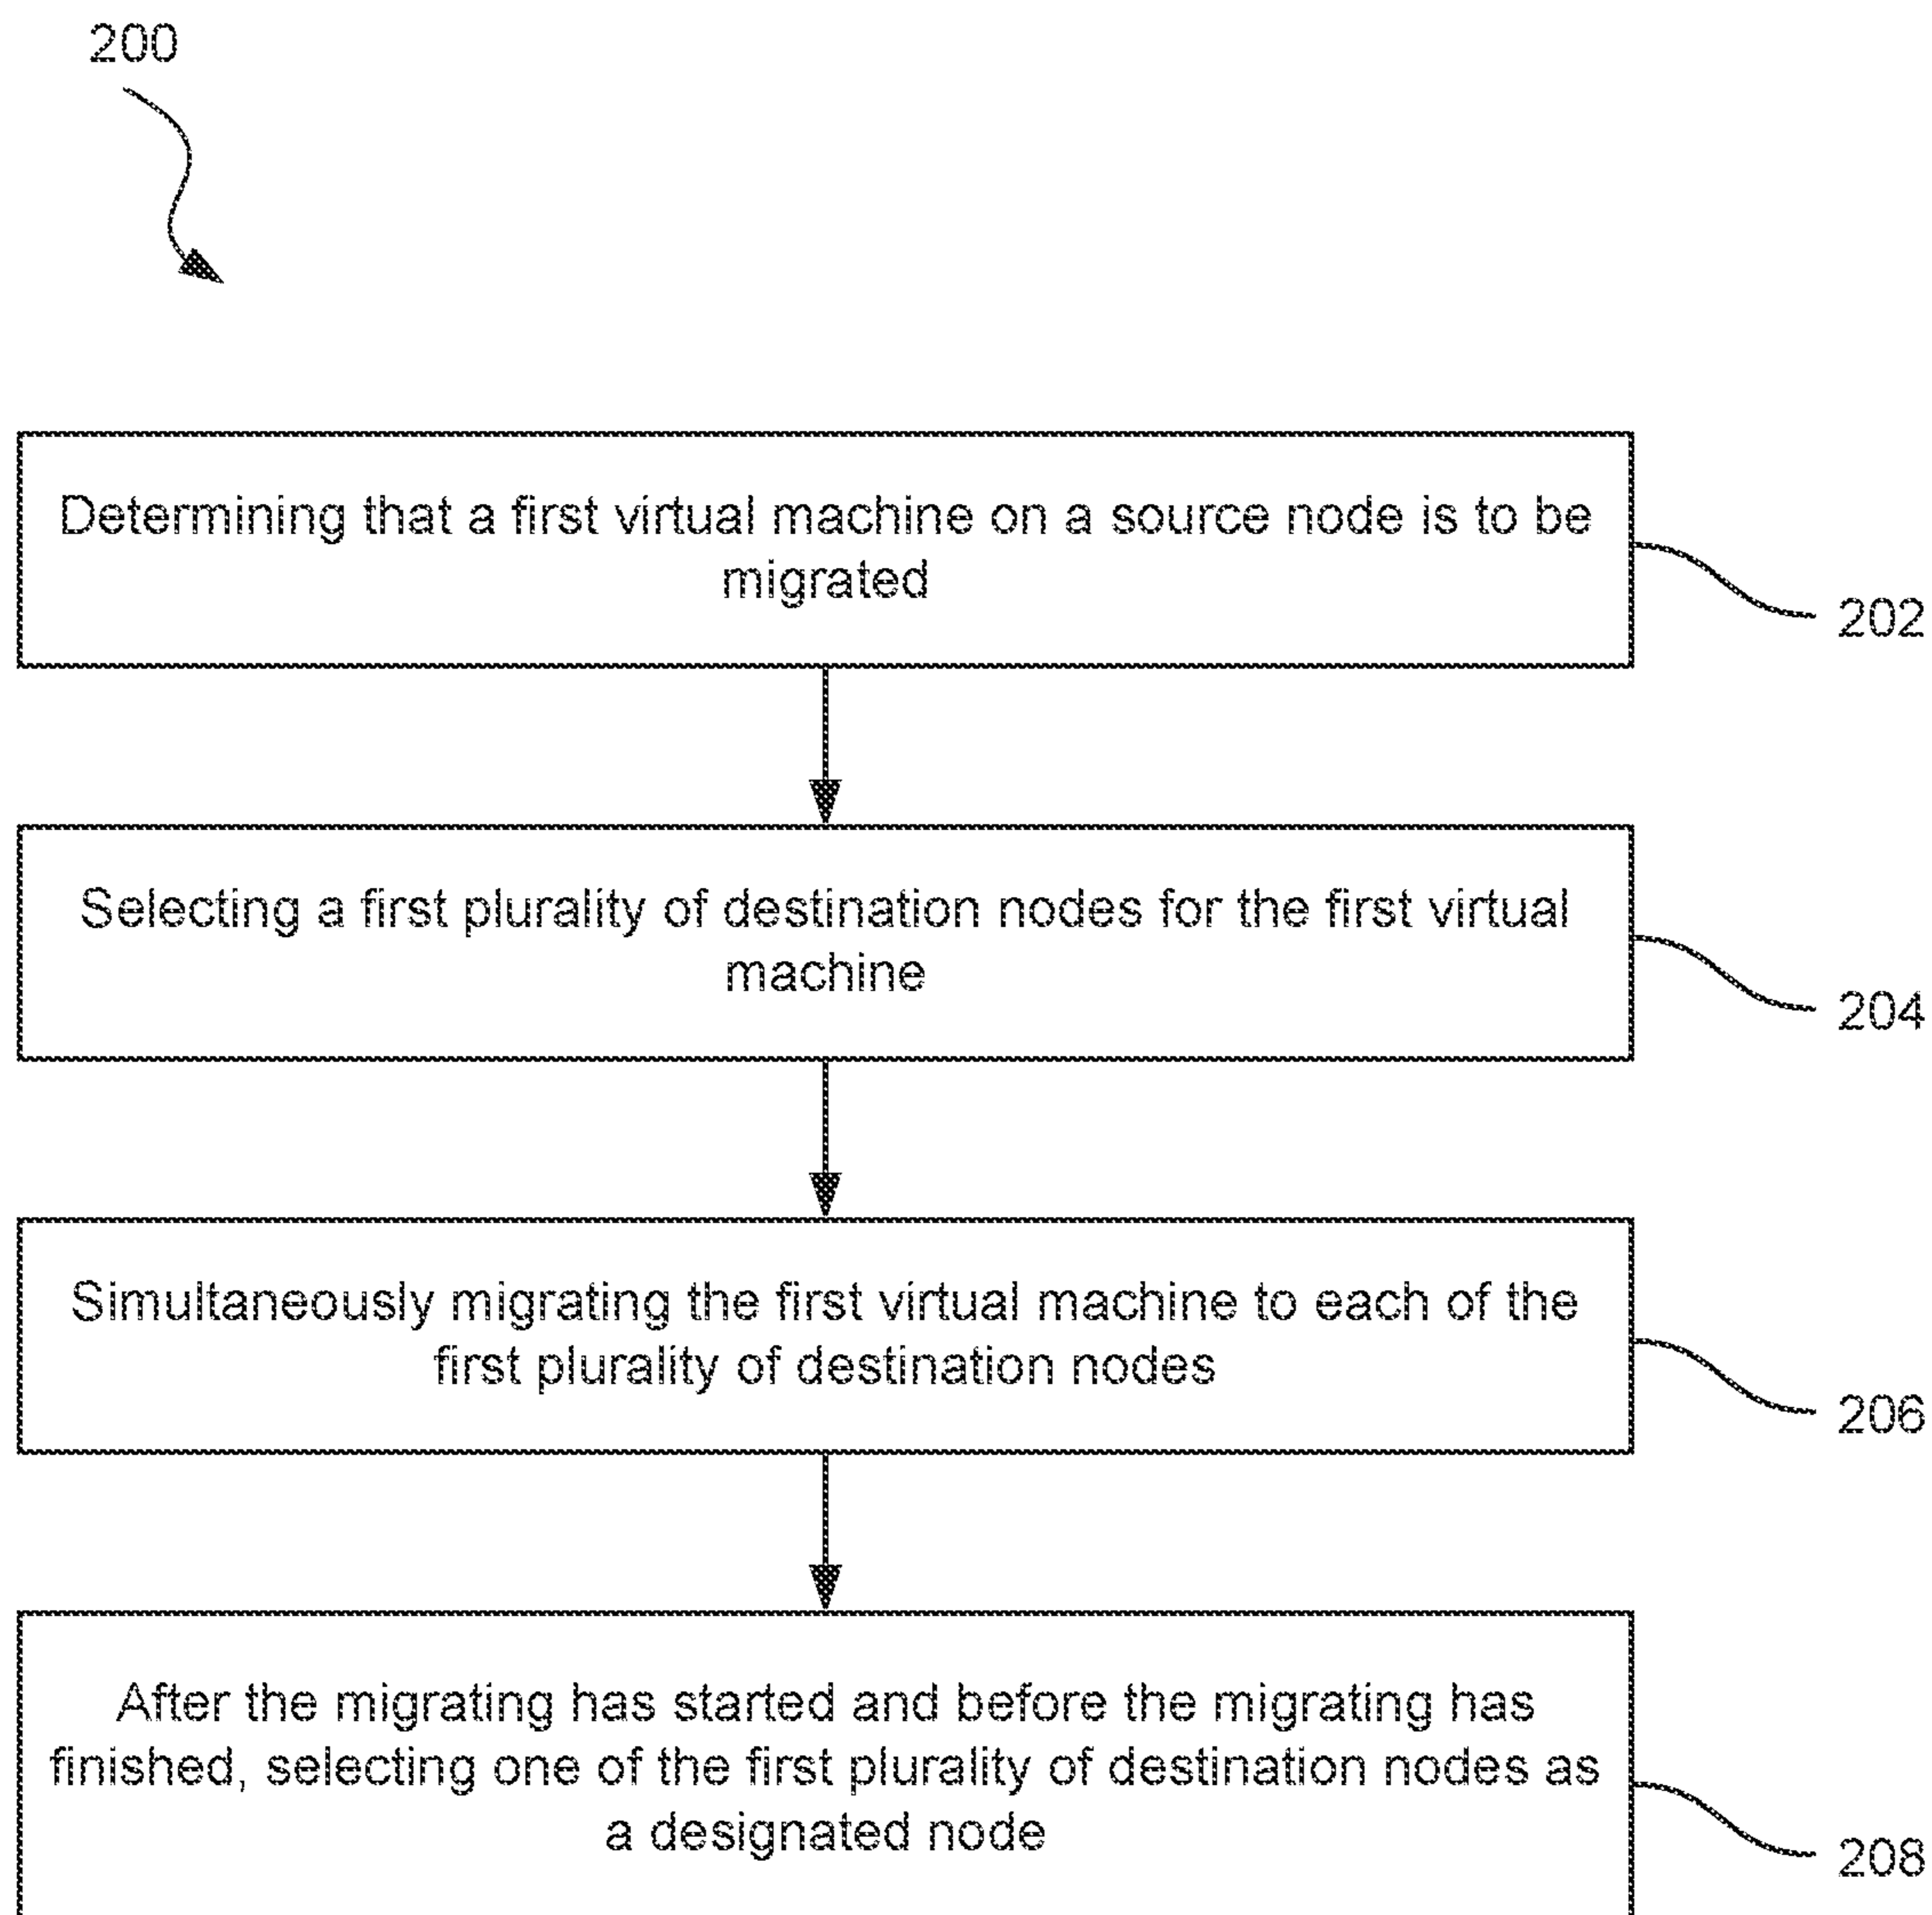 200
Determining that a first virtual machine on a source node is to be
migrated
202
Selecting a first plurality of destination nodes for the first virtual
machine
204
Simultaneously migrating the first virtual machine to each of the
first plurality of destination nodes
206
After the migrating has started and before the migrating has
finished, selecting one of the first plurality of destination nodes as
a designated node
208